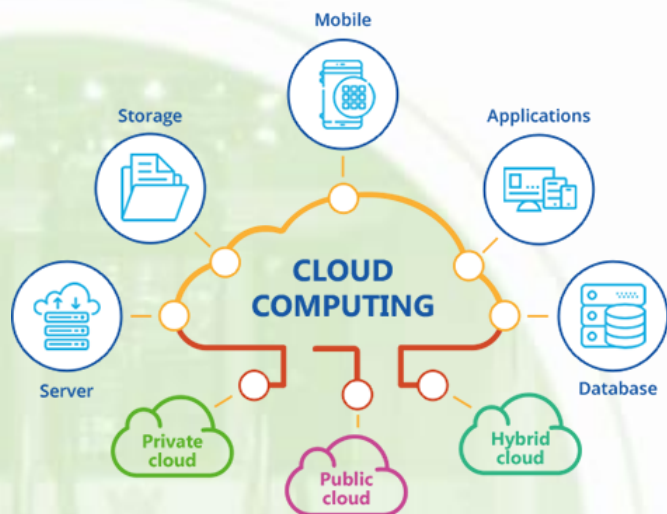 Mobile
Storage
Applications
CLOUD
COMPUTING
Server
Database
Private
cloud
Public
cloud
Hybrid
cloud